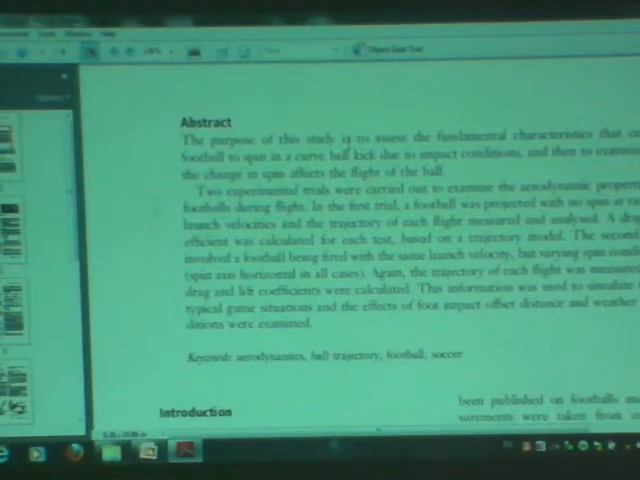 Window Help
Abstract
The purpose of this study is to assess the fundamental characteristics that
football to spin in a curve ball kick due to impact conditions, and then to
the change in spin affects the flight of the ball.
Two experimental trials were carried out to examine the aerodynamic
footballs during flight. In the first trial, a football was projected with no spin at
launch velocities and the trajectory of each flight measured and analysed. A
efficient was calculated for each test, based on a trajectory model. The second
involved a football being fired with the same launch velocity, but varying spin
(spin axis horizontal in all cases). Again, the trajectory of each flight was
drag and lift coefficients were calculated. This information was used to simulate
typical game situations and the effects of foot impact offset distance and weather
ditions were examined.
Keywords: aerodynamics, ball trajectory, football, soccer
Introduction
been published on footballs
surements were taken from